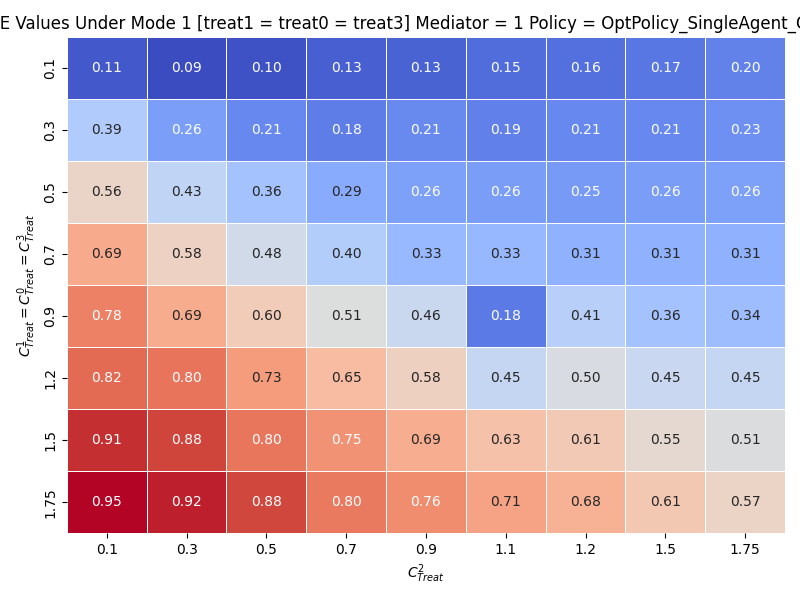 E Values Under Mode 1 [treat1 = treat0 = treat3] Mediator = 1 Policy = OptPolicy_SingleAgent_
0.1 0.11 0.09 0.10 0.13 0.13 0.15 0.16 0.17 0.20
0.3 0.39 0.26 0.21 0.18 0.21 0.19 0.21 0.21 0.23
0.5 0.56 0.43 0.36 0.29 0.26 0.26 0.25 0.26 0.26
0.7 0.69 0.58 0.48 0.40 0.33 0.33 0.31 0.31 0.31
0.9 0.78 0.69 0.60 0.51 0.46 0.18 0.41 0.36 0.34
1.2 0.82 0.80 0.73 0.65 0.58 0.45 0.50 0.45 0.45
1.5 0.91 0.88 0.80 0.75 0.69 0.63 0.61 0.55 0.51
1.75 0.95 0.92 0.88 0.80 0.76 0.71 0.68 0.61 0.57
0.1 0.3 0.5 0.7 0.9 1.1 1.2 1.5 1.75
C^1_Treat = C^0_Treat = C^3_Treat
C^2_Treat